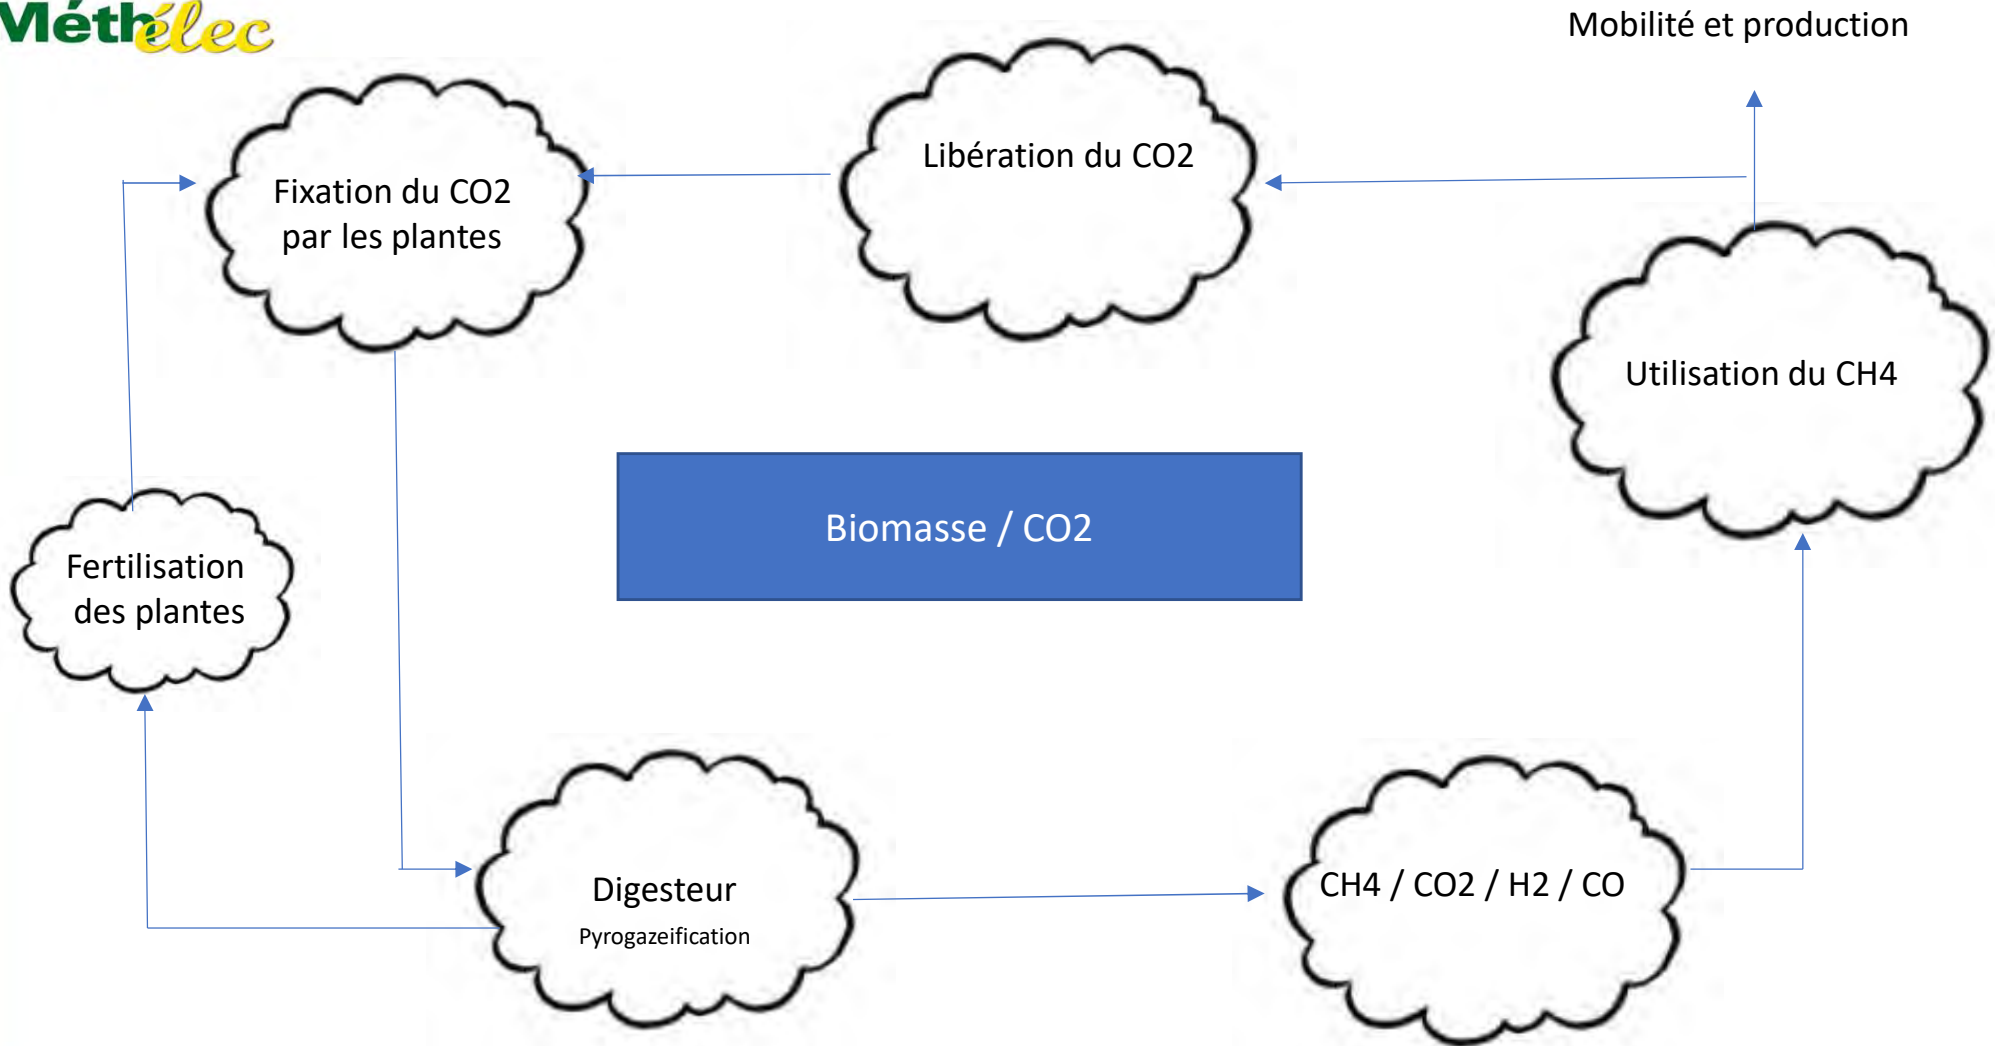 Méthélec
Mobilité et production
Libération du CO2
Fixation du CO2
par les plantes
Utilisation du CH4
Biomasse / CO2
Fertilisation
des plantes
Digesteur
Pyrogazeification
CH4 / CO2 / H2 / CO